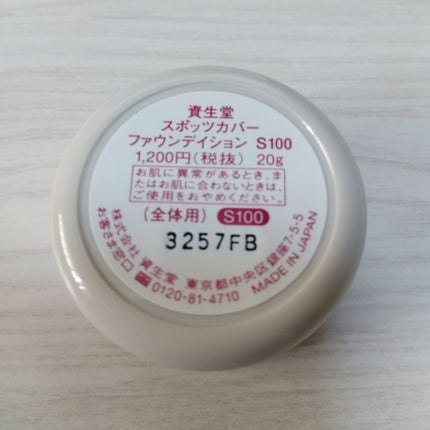 資生堂
スポッツカバー
ファウンデイション S100
1,200円(税抜) 20g
お肌に異常があるとき、ま
たはお肌に合わないときは、
ご使用をおやめください。
(全体用) S100
3257FB
株式会社 資生堂 東京都中央区銀座7-5-5
お客さま窓口 0120-81-4710 MADE IN JAPAN